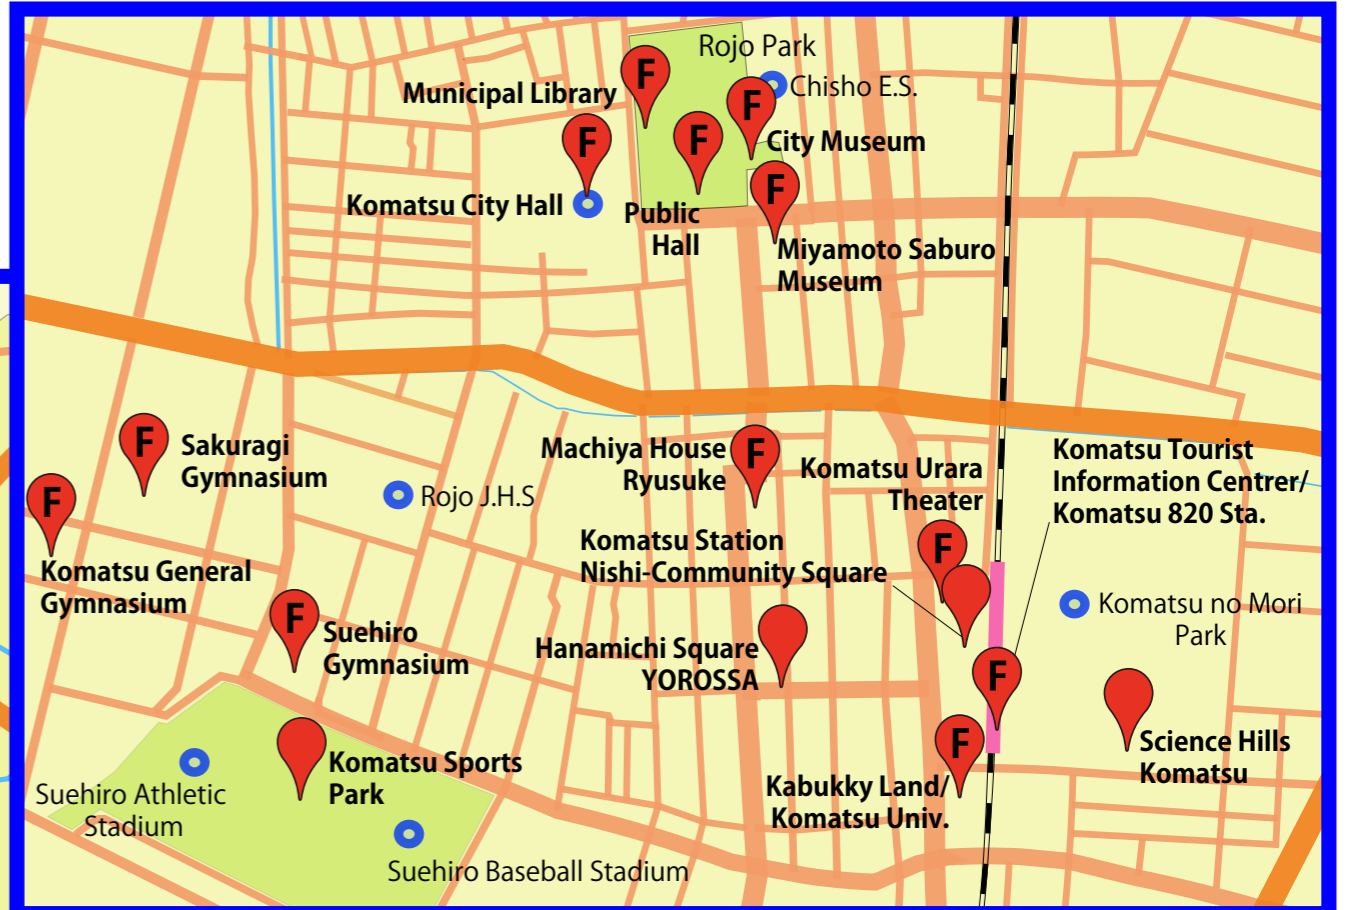 Rojo Park
F
Municipal Library
Chisho E.S.
F
F
City Museum
F
Komatsu City Hall
F
Public
Hall
F
Miyamoto Saburo
Museum
F
Sakuragi
Gymnasium
F
Komatsu General
Gymnasium
Rojo J.H.S
Machiya House
Ryusuke
F
Komatsu Urara
Theater
F
Komatsu Tourist
Information Centrer/
Komatsu 820 Sta.
F
Komatsu Station
Nishi-Community Square
Komatsu no Mori
Park
F
Suehiro
Gymnasium
Hanamichi Square
YOROSSA
Science Hills
Komatsu
Komatsu Sports
Park
F
Kabukky Land/
Komatsu Univ.
Suehiro Athletic
Stadium
Suehiro Baseball Stadium